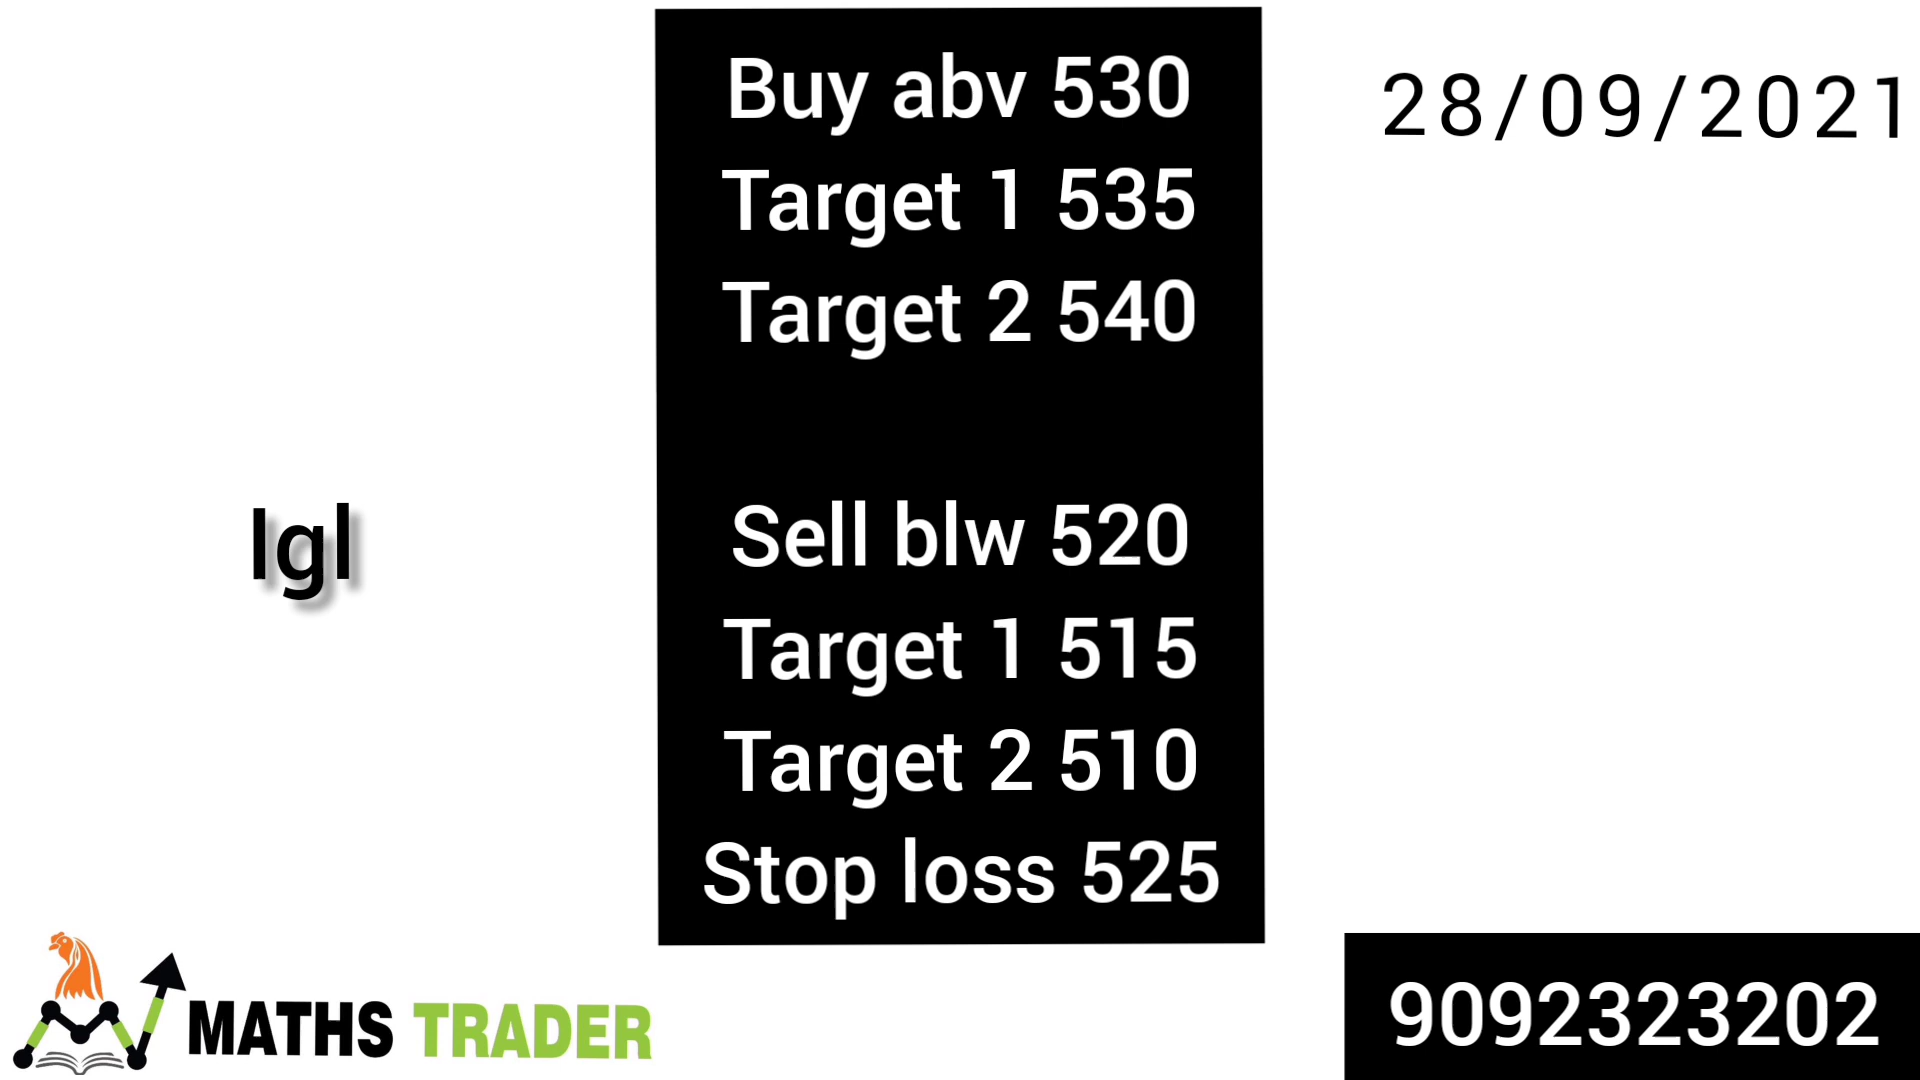 Buy abv 530
Target 1 535
Target 2 540
Sell blw 520
Target 1 515
Target 2 510
Stop loss 525
28/09/2021
Igl
MATHS TRADER
9092323202